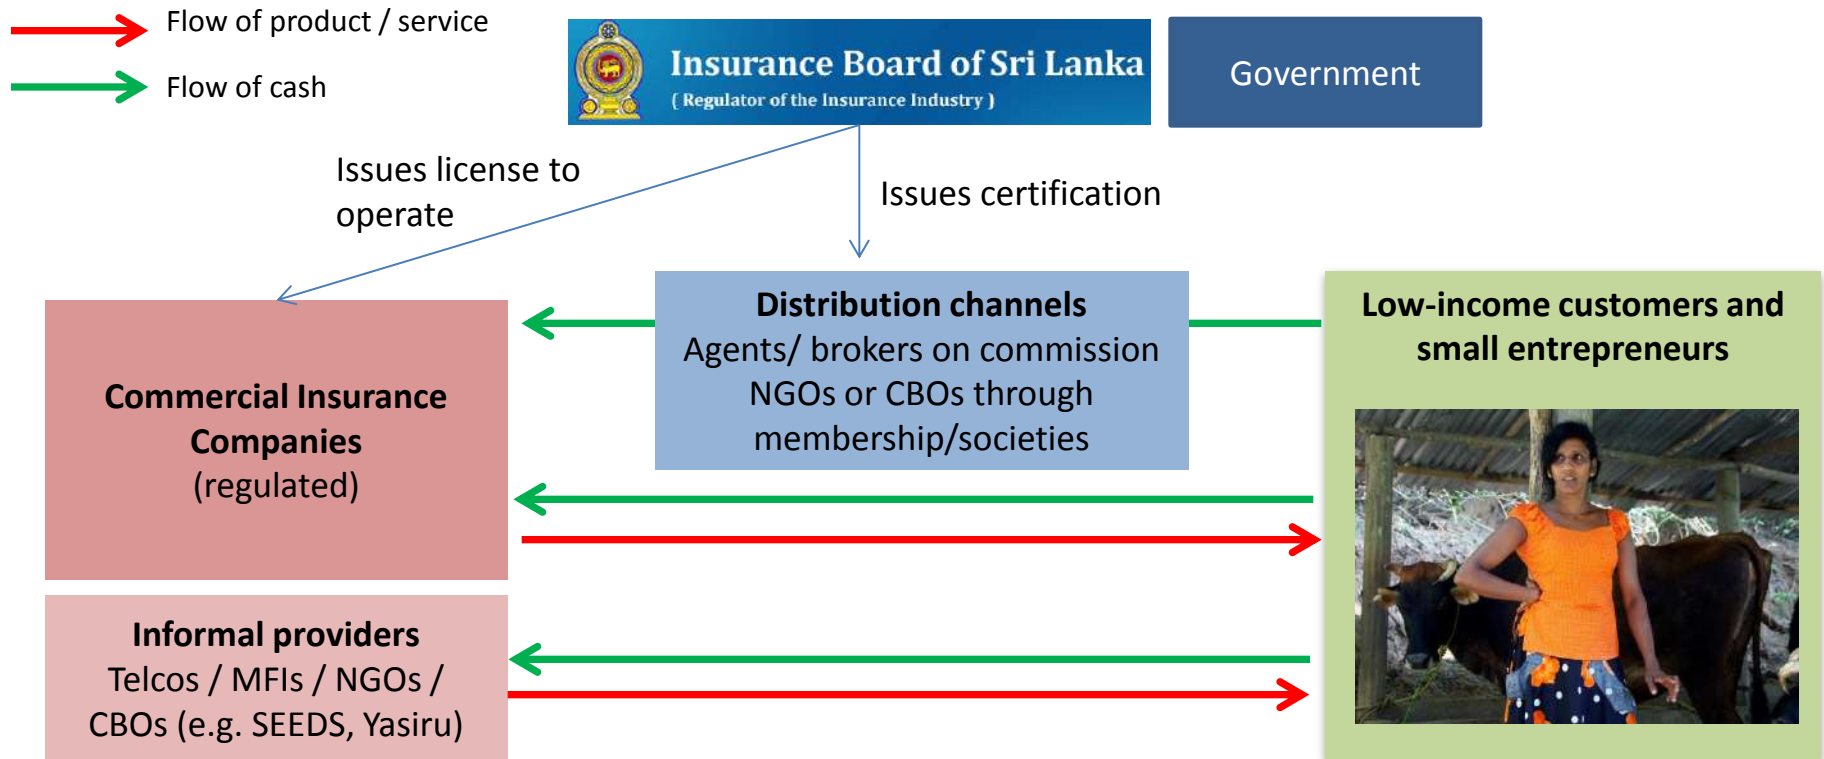 Flow of product / service
Flow of cash
Insurance Board of Sri Lanka
( Regulator of the Insurance Industry )
Government
Issues license to
operate
Issues certification
Commercial Insurance
Companies
(regulated)
Distribution channels
Agents/ brokers on commission
NGOs or CBOs through
membership/societies
Low-income customers and
small entrepreneurs
Informal providers
Telcos / MFIs / NGOs /
CBOs (e.g. SEEDS, Yasiru)